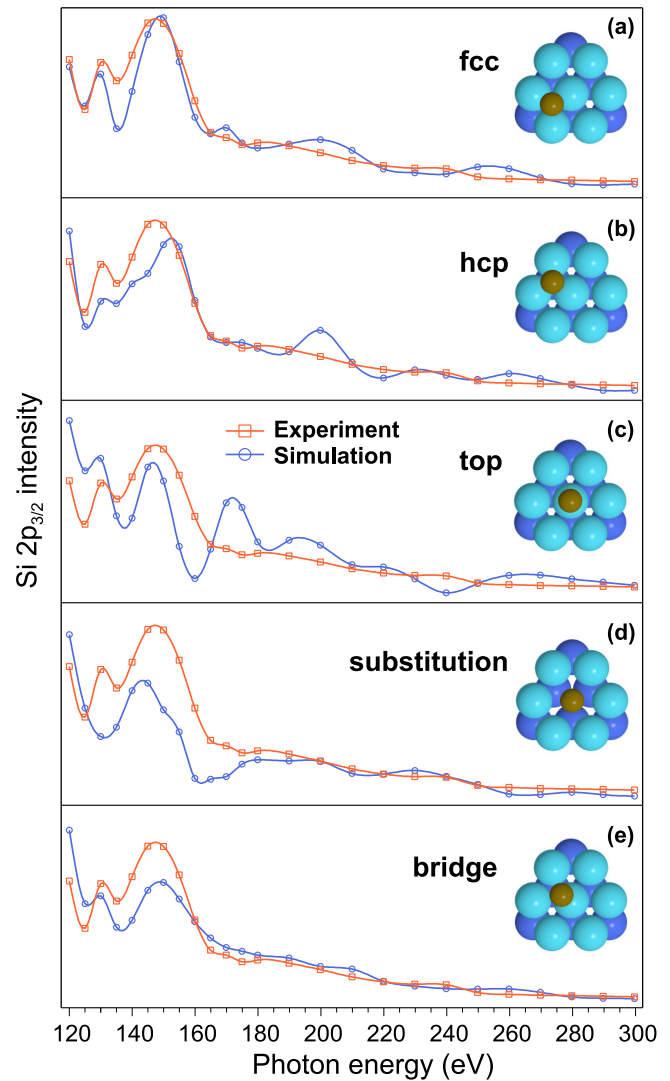 (a)
fcc
(b)
hcp
(c)
Experiment
Simulation
top
(d)
substitution
(e)
bridge
Si 2p3/2 intensity
120 140 160 180 200 220 240 260 280 300
Photon energy (eV)